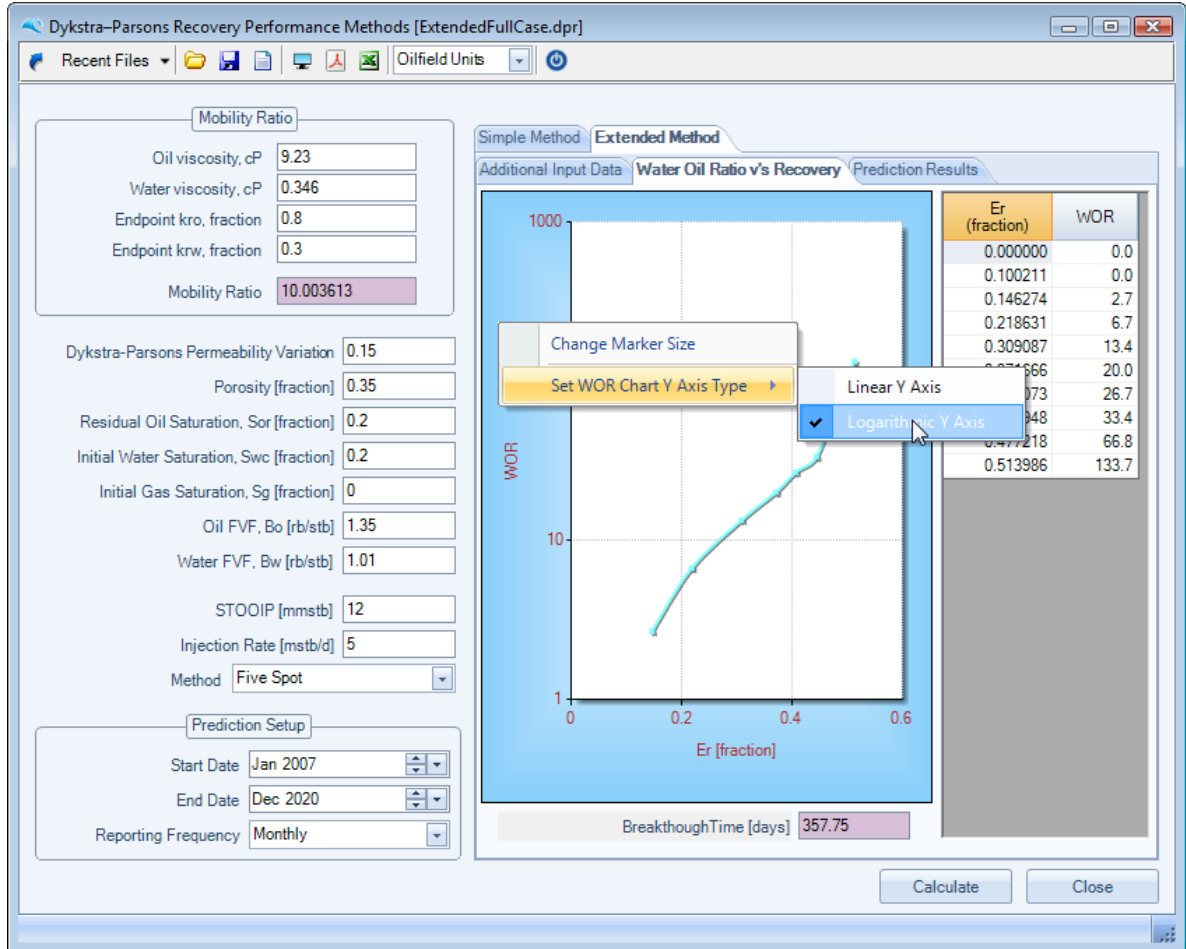 Dykstra–Parsons Recovery Performance Methods [ExtendedFullCase.dpr]
Recent Files
Oilfield Units
Mobility Ratio
Oil viscosity, cP 9.23
Water viscosity, cP 0.346
Endpoint kro, fraction 0.8
Endpoint krw, fraction 0.3
Mobility Ratio 10.003613
Dykstra-Parsons Permeability Variation 0.15
Porosity [fraction] 0.35
Residual Oil Saturation, Sor [fraction] 0.2
Initial Water Saturation, Swc [fraction] 0.2
Initial Gas Saturation, Sg [fraction] 0
Oil FVF, Bo [rb/stb] 1.35
Water FVF, Bw [rb/stb] 1.01
STOOIP [mmstb] 12
Injection Rate [mstb/d] 5
Method Five Spot
Prediction Setup
Start Date Jan 2007
End Date Dec 2020
Reporting Frequency Monthly
Simple Method Extended Method
Additional Input Data Water Oil Ratio v's Recovery Prediction Results
1000
10
1
WOR
0 0.2 0.4 0.6
Er [fraction]
Change Marker Size
Set WOR Chart Y Axis Type
Linear Y Axis
Logarithmic Y Axis
BreakthoughTime [days] 357.75
Er (fraction) WOR
0.000000 0.0
0.100211 0.0
0.146274 2.7
0.218631 6.7
0.309087 13.4
20.0
26.7
33.4
0.477218 66.8
0.513986 133.7
Calculate Close